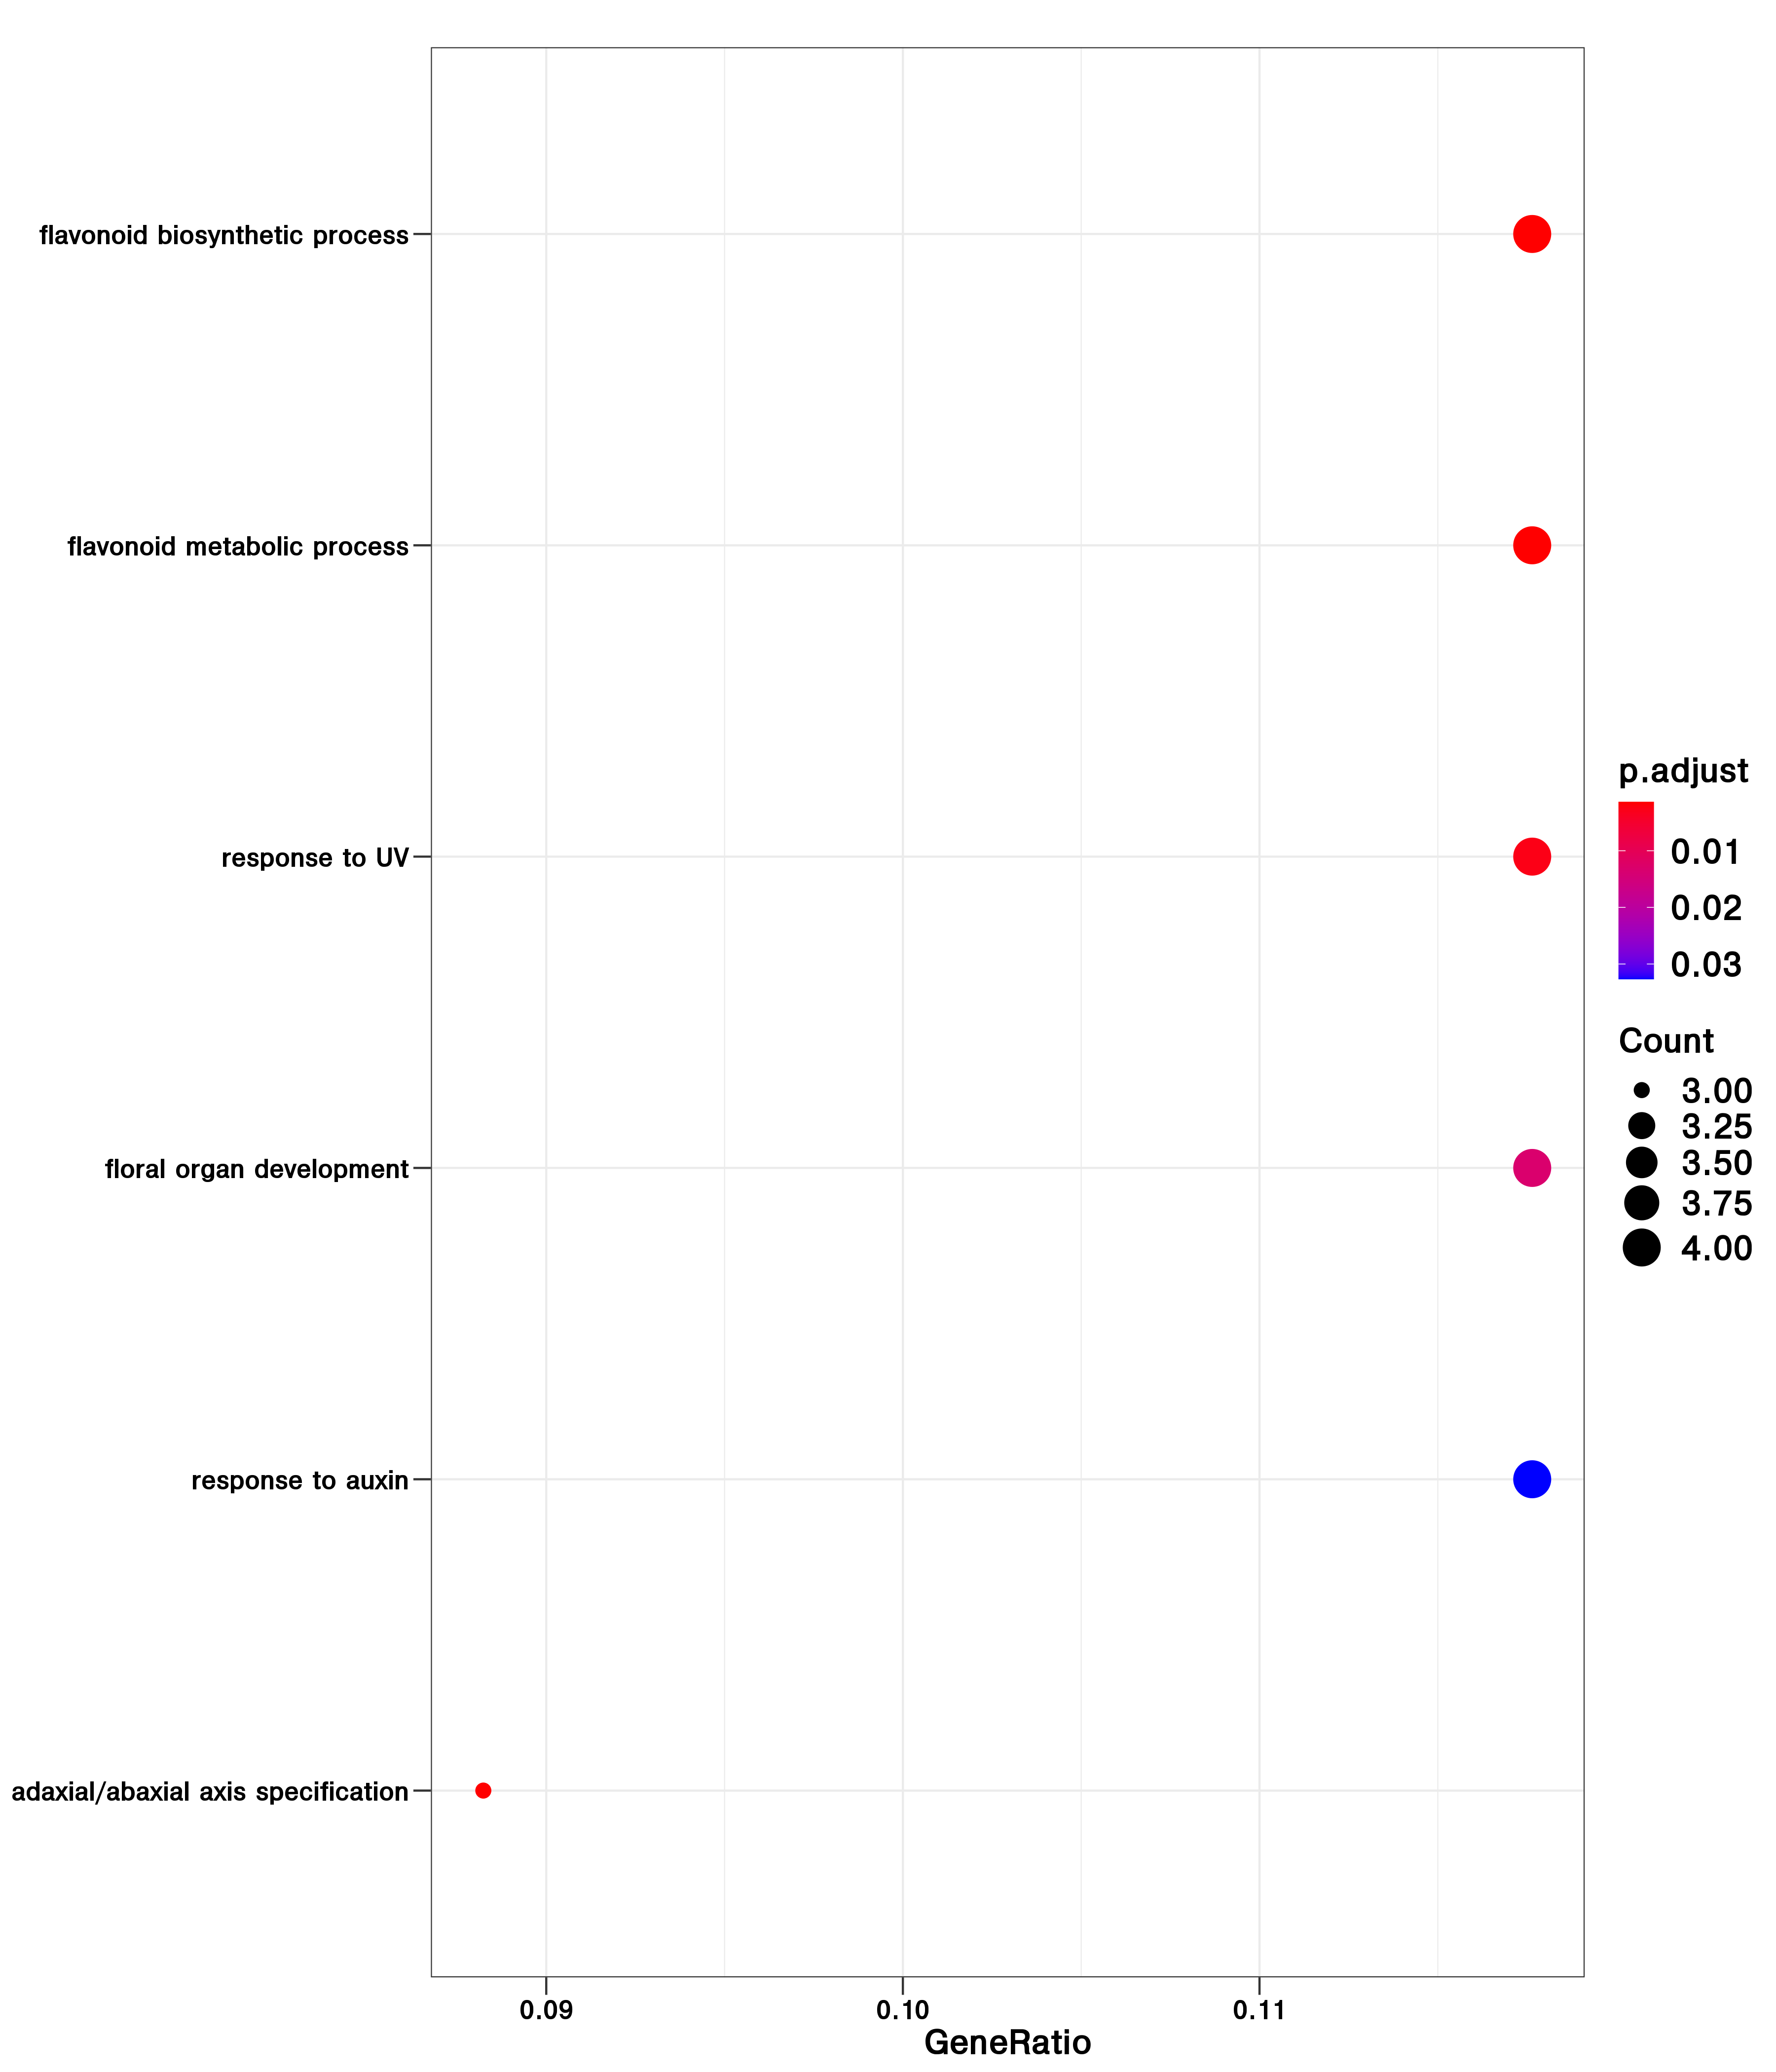 flavonoid biosynthetic process
flavonoid metabolic process
response to UV
floral organ development
response to auxin
adaxial/abaxial axis specification
0.09
0.10
0.11
GeneRatio
p.adjust
0.01
0.02
0.03
Count
3.00
3.25
3.50
3.75
4.00